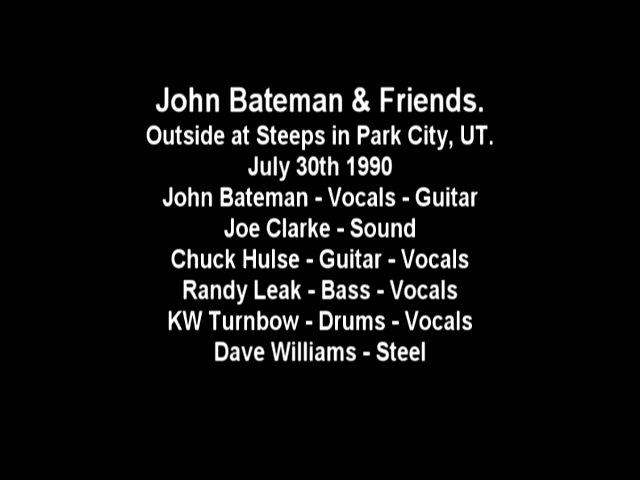 John Bateman & Friends.
Outside at Steeps in Park City, UT.
July 30th 1990
John Bateman - Vocals - Guitar
Joe Clarke - Sound
Chuck Hulse - Guitar - Vocals
Randy Leak - Bass - Vocals
KW Turnbow - Drums - Vocals
Dave Williams - Steel